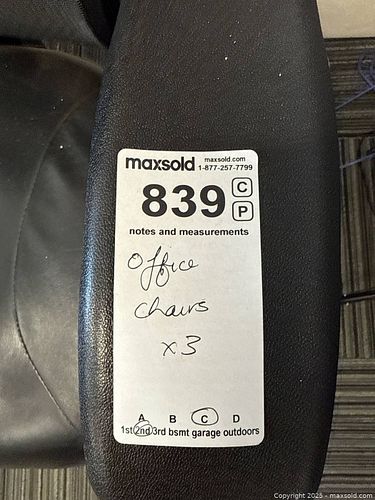 maxsold maxsold.com
1-877-257-7799
839 C
P
notes and measurements
Office
chairs
x3
A B C D
1st 2nd 3rd bsmt garage outdoors
Copyright 2025 - maxsold.com